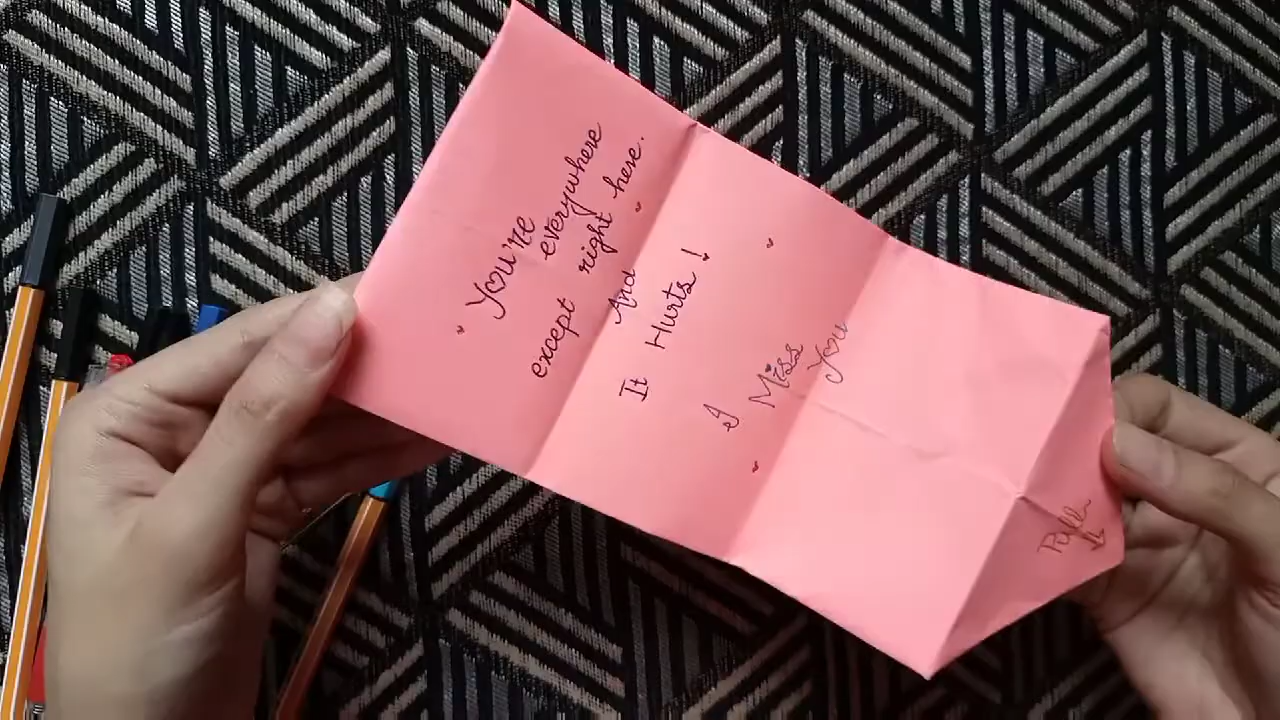 You're
everywhere
except right here.
And
It Hurts!
I Miss
You
Pull